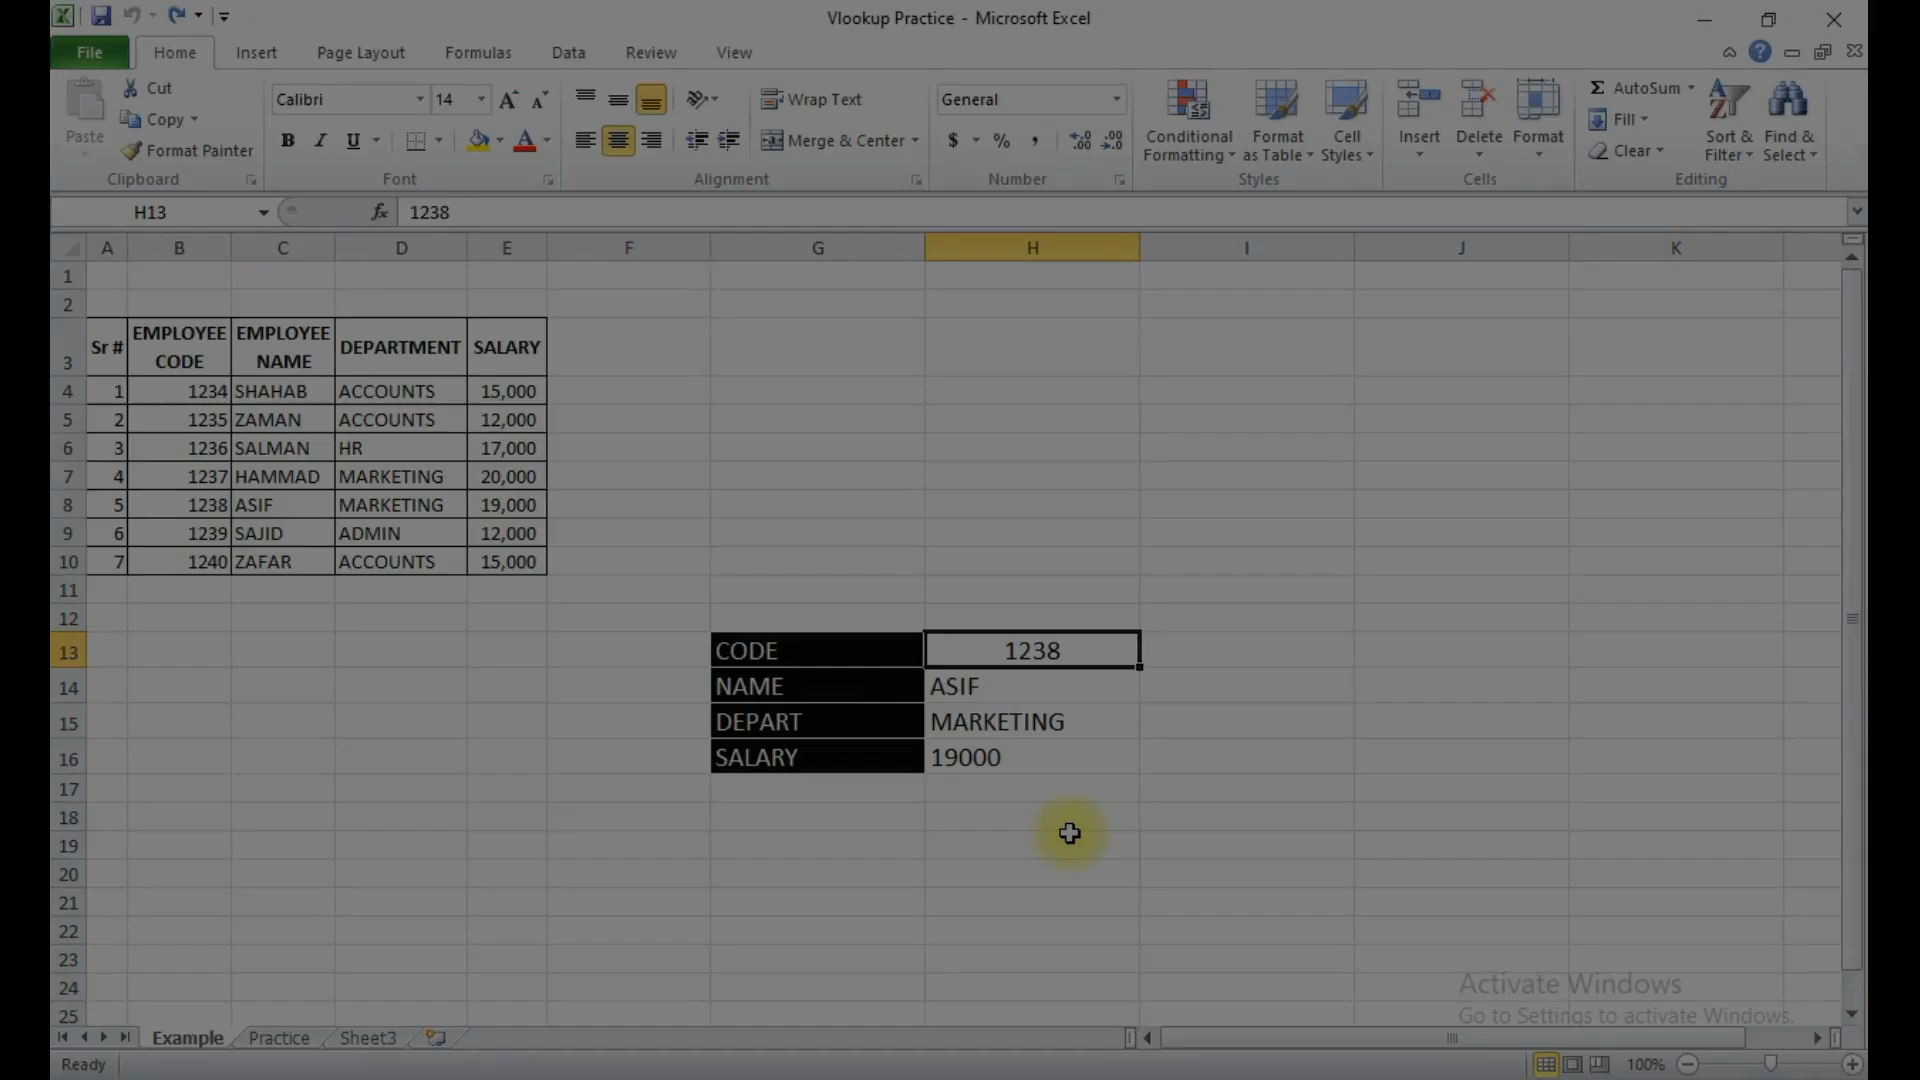 Vlookup Practice - Microsoft Excel
File Home Insert Page Layout Formulas Data Review View
Paste
Cut
Copy
Format Painter
Clipboard
Calibri 14
B I U
Font
Wrap Text
Merge & Center
Alignment
General
$ % ,
Number
Conditional Formatting
Format as Table
Cell Styles
Styles
Insert Delete Format
Cells
AutoSum
Fill
Clear
Sort & Filter
Find & Select
Editing
H13 fx 1238
A B C D E F G H I J K
1
2
3 Sr # EMPLOYEE CODE EMPLOYEE NAME DEPARTMENT SALARY
4 1 1234 SHAHAB ACCOUNTS 15,000
5 2 1235 ZAMAN ACCOUNTS 12,000
6 3 1236 SALMAN HR 17,000
7 4 1237 HAMMAD MARKETING 20,000
8 5 1238 ASIF MARKETING 19,000
9 6 1239 SAJID ADMIN 12,000
10 7 1240 ZAFAR ACCOUNTS 15,000
11
12
13 CODE 1238
14 NAME ASIF
15 DEPART MARKETING
16 SALARY 19000
17
18
19
20
21
22
23
24
25
Activate Windows
Go to Settings to activate Windows.
Example Practice Sheet3
Ready 100%